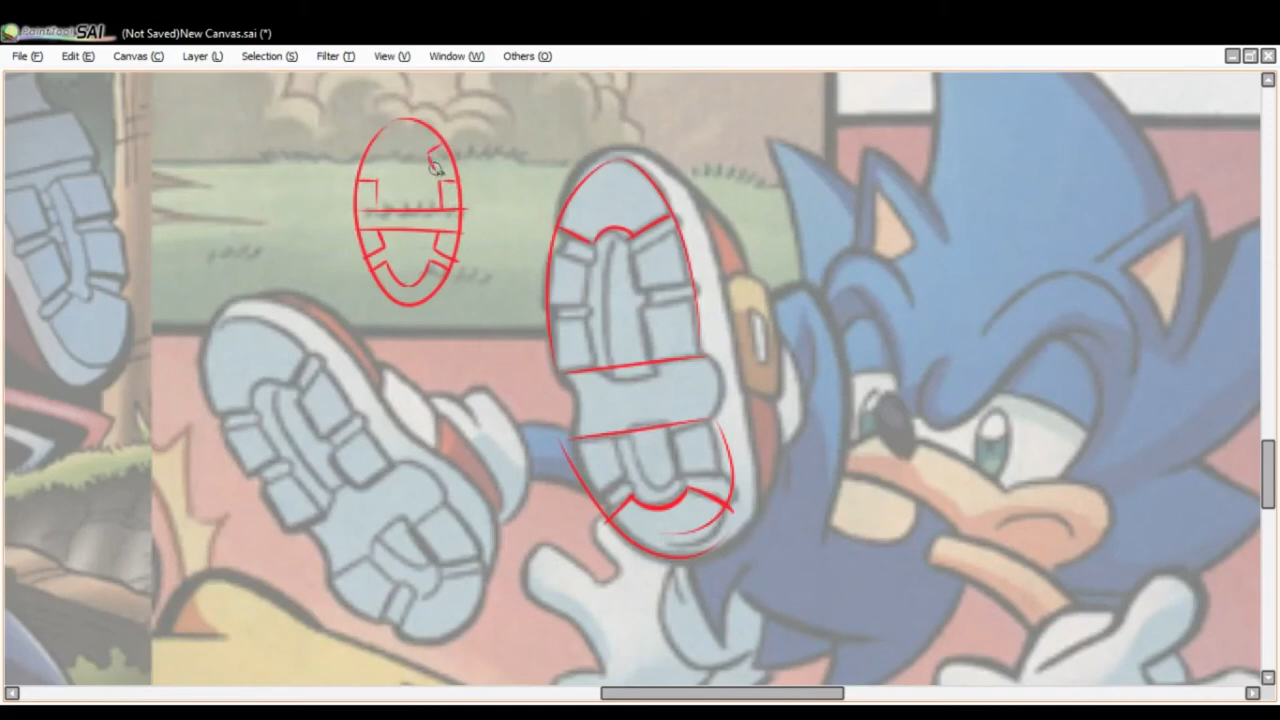 PaintTool SAI (Not Saved)New Canvas.sai (*)
File (F) Edit (E) Canvas (C) Layer (L) Selection (S) Filter (T) View (V) Window (W) Others (O)